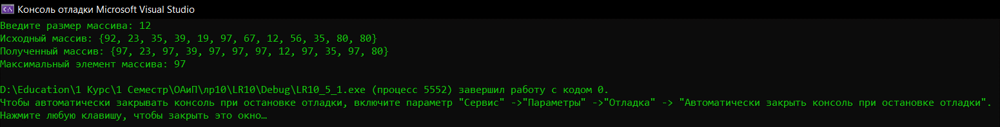 Консоль отладки Microsoft Visual Studio
Введите размер массива: 12
Исходный массив: {92, 23, 35, 39, 19, 97, 67, 12, 56, 35, 80, 80}
Полученный массив: {97, 23, 97, 39, 97, 97, 97, 12, 97, 35, 97, 80}
Максимальный элемент массива: 97
D:\Education\1 Курс\1 Семестр\ОАиП\лр10\LR10\Debug\LR10_5_1.exe (процесс 5552) завершил работу с кодом 0.
Чтобы автоматически закрывать консоль при остановке отладки, включите параметр "Сервис" ->"Параметры" ->"Отладка" -> "Автоматически закрыть консоль при остановке отладки".
Нажмите любую клавишу, чтобы закрыть это окно…